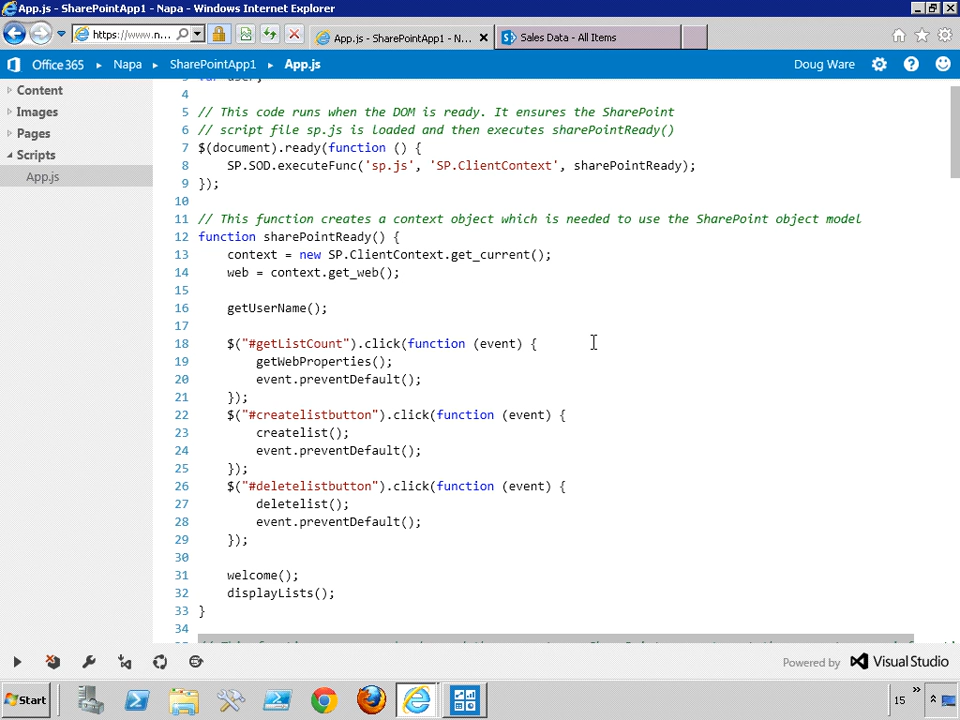 App.js - SharePointApp1 - Napa - Windows Internet Explorer
https://www.n...
App.js - SharePointApp1 - N...
Sales Data - All Items
Office 365 ▸ Napa ▸ SharePointApp1 ▸ App.js
Doug Ware
Content
Images
Pages
Scripts
App.js
4
5 // This code runs when the DOM is ready. It ensures the SharePoint
6 // script file sp.js is loaded and then executes sharePointReady()
7 $(document).ready(function () {
8 SP.SOD.executeFunc('sp.js', 'SP.ClientContext', sharePointReady);
9 });
10
11 // This function creates a context object which is needed to use the SharePoint object model
12 function sharePointReady() {
13 context = new SP.ClientContext.get_current();
14 web = context.get_web();
15
16 getUserName();
17
18 $("#getListCount").click(function (event) {
19 getWebProperties();
20 event.preventDefault();
21 });
22 $("#createlistbutton").click(function (event) {
23 createlist();
24 event.preventDefault();
25 });
26 $("#deletelistbutton").click(function (event) {
27 deletelist();
28 event.preventDefault();
29 });
30
31 welcome();
32 displayLists();
33 }
34
Powered by Visual Studio
Start
15